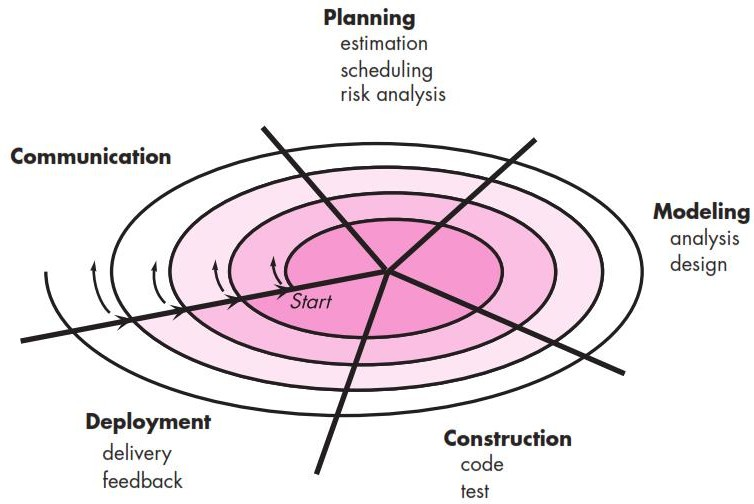 Planning
estimation
scheduling
risk analysis
Communication
Modeling
analysis
design
Start
Deployment
delivery
feedback
Construction
code
test